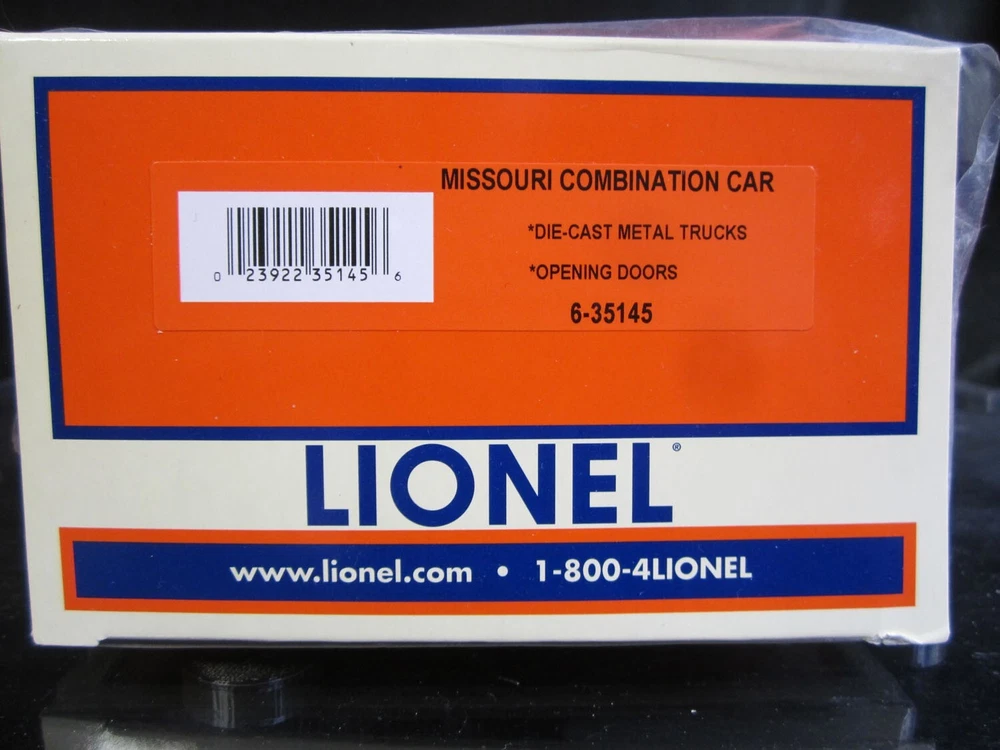 MISSOURI COMBINATION CAR
*DIE-CAST METAL TRUCKS
*OPENING DOORS
6-35145
0 23922 35145 6
LIONEL®
www.lionel.com • 1-800-4LIONEL